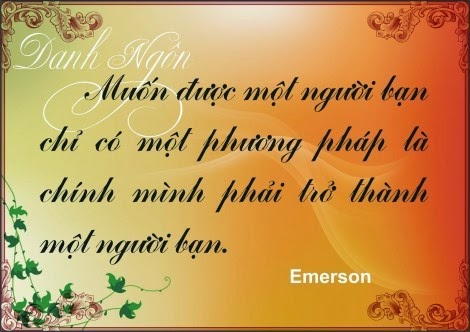 Danh Ngôn
Muốn được một người bạn
chỉ có một phương pháp là
chính mình phải trở thành
một người bạn.
Emerson